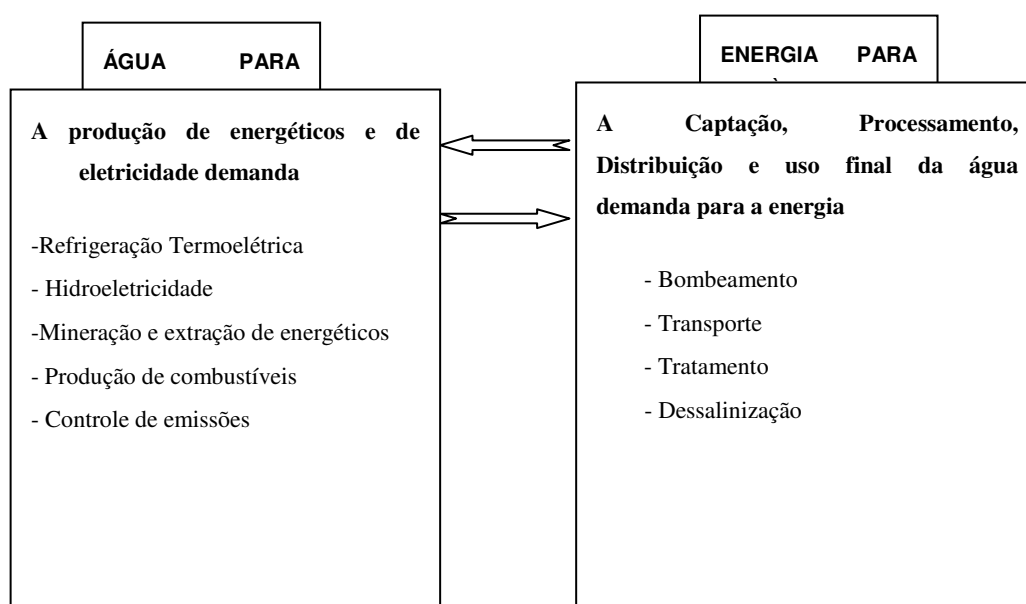 ÁGUA PARA
A produção de energéticos e de
eletricidade demanda
-Refrigeração Termoelétrica
- Hidroeletricidade
-Mineração e extração de energéticos
- Produção de combustíveis
- Controle de emissões
ENERGIA PARA
A Captação, Processamento,
Distribuição e uso final da água
demanda para a energia
- Bombeamento
- Transporte
- Tratamento
- Dessalinização